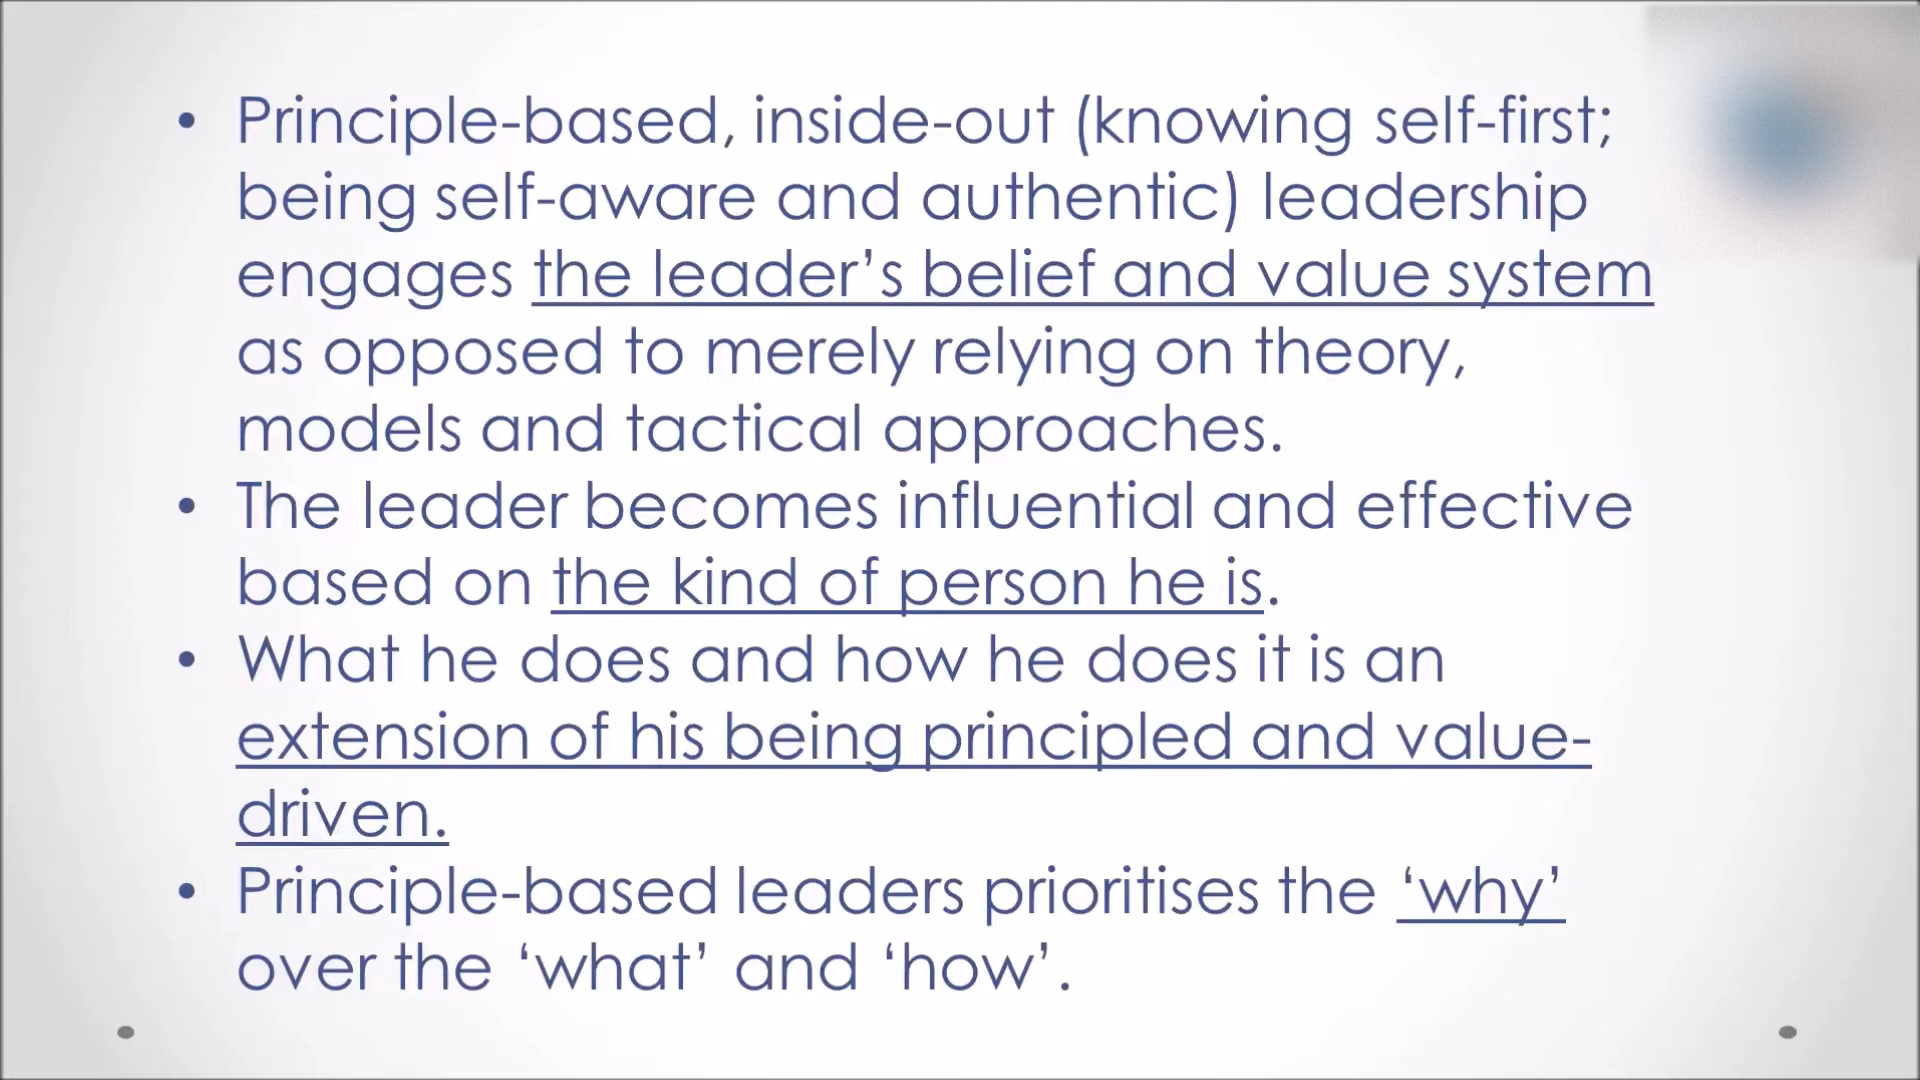 • Principle-based, inside-out (knowing self-first;
being self-aware and authentic) leadership
engages the leader’s belief and value system
as opposed to merely relying on theory,
models and tactical approaches.
• The leader becomes influential and effective
based on the kind of person he is.
• What he does and how he does it is an
extension of his being principled and value-
driven.
• Principle-based leaders prioritises the ‘why’
over the ‘what’ and ‘how’.